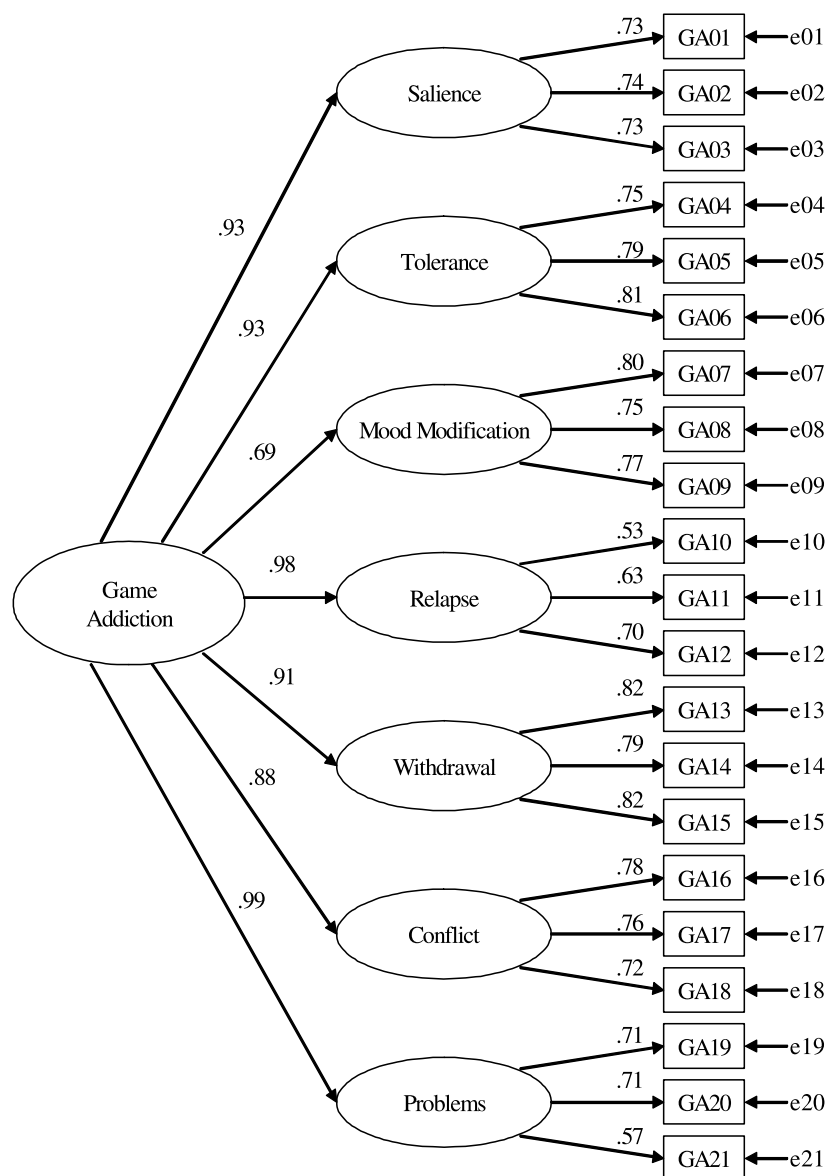 .73
GA01
e01
Salience
.74
GA02
e02
.73
GA03
e03
.93
.75
GA04
e04
Tolerance
.79
GA05
e05
.81
GA06
e06
.93
.80
GA07
e07
Mood Modification
.75
GA08
e08
.77
GA09
e09
.69
.53
GA10
e10
Relapse
.63
GA11
e11
.70
GA12
e12
.98
Game
Addiction
.91
.82
GA13
e13
Withdrawal
.79
GA14
e14
.82
GA15
e15
.88
.78
GA16
e16
Conflict
.76
GA17
e17
.72
GA18
e18
.99
.71
GA19
e19
Problems
.71
GA20
e20
.57
GA21
e21